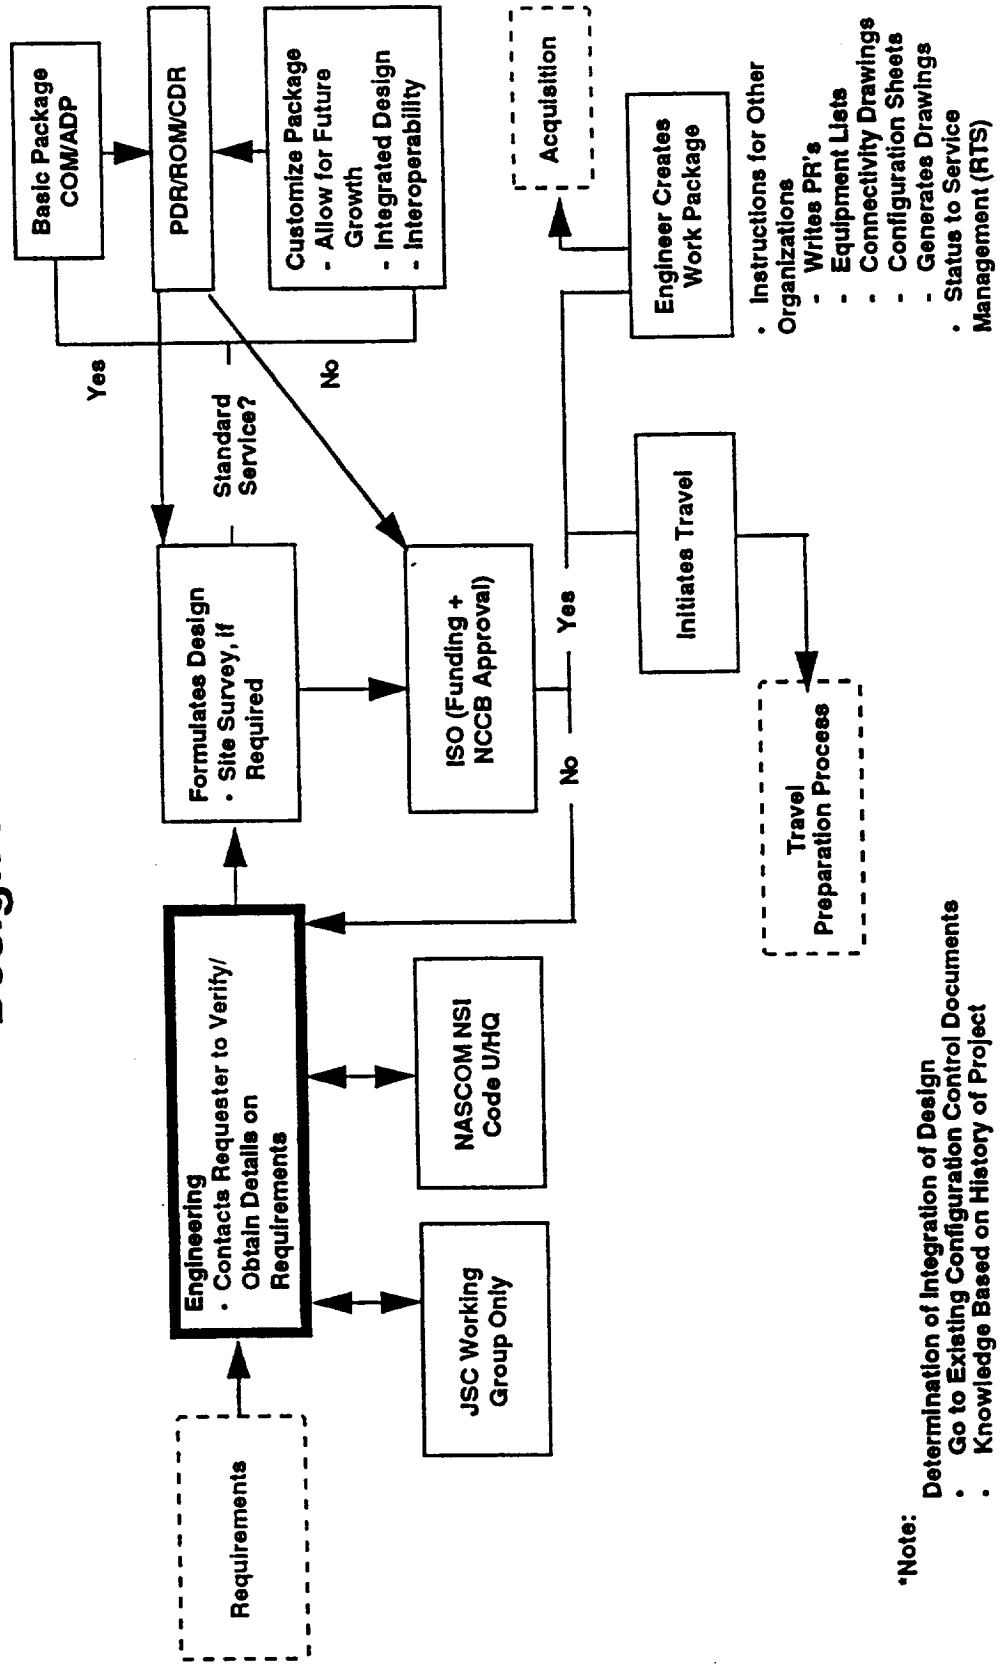 Requirements
Engineering
• Contacts Requester to Verify/
Obtain Details on
Requirements
JSC Working
Group Only
NASCOM NSI
Code U/HQ
Formulates Design
• Site Survey, if
Required
ISO (Funding +
NCCB Approval)
No
Yes
Standard
Service?
Yes
No
Basic Package
COM/ADP
PDR/ROM/CDR
Customize Package
- Allow for Future
Growth
- Integrated Design
- Interoperability
Initiates Travel
Travel
Preparation Process
Acquisition
Engineer Creates
Work Package
• Instructions for Other
Organizations
- Writes PR's
- Equipment Lists
- Connectivity Drawings
- Configuration Sheets
- Generates Drawings
• Status to Service
Management (RTS)
*Note:
Determination of Integration of Design
• Go to Existing Configuration Control Documents
• Knowledge Based on History of Project